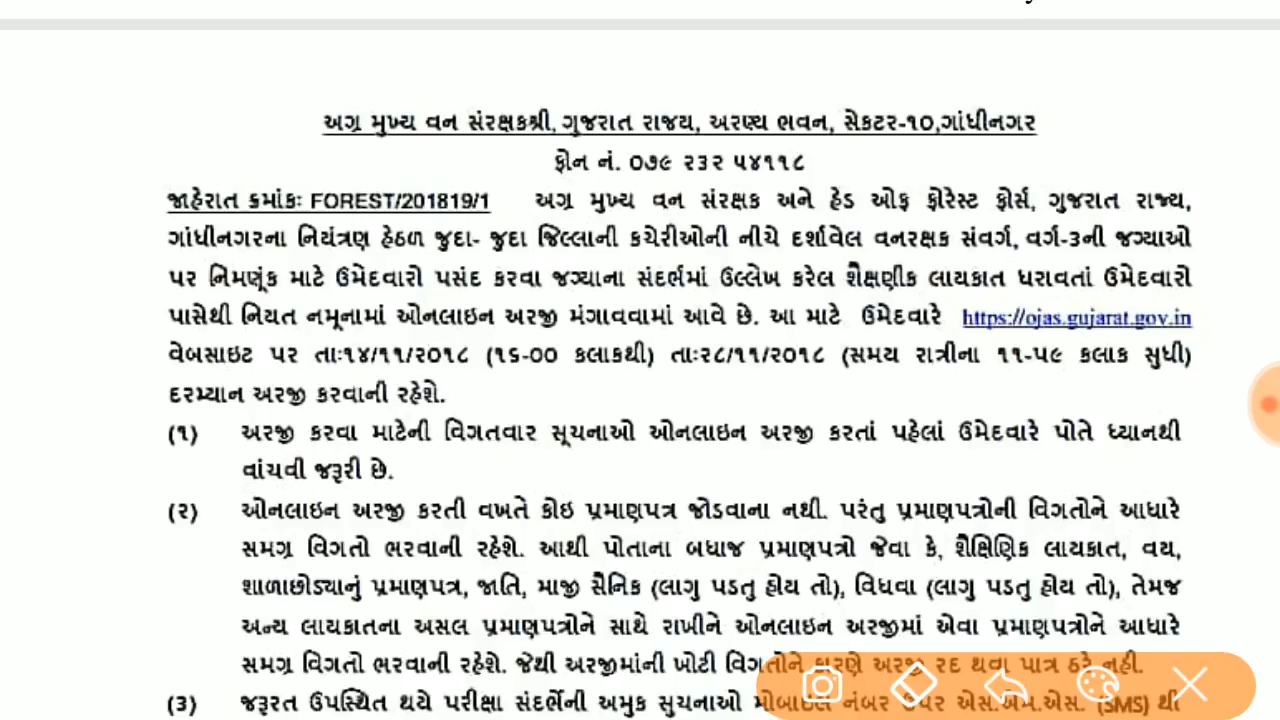 અગ્ર મુખ્ય વન સંરક્ષકશ્રી, ગુજરાત રાજ્ય, અરણ્ય ભવન, સેકટર-૧૦,ગાંધીનગર
ફોન નં. ૦૭૯ ૨૩૨ ૫૪૧૧૮
જાહેરાત ક્રમાંકઃ FOREST/201819/1 અગ્ર મુખ્ય વન સંરક્ષક અને હેડ ઓફ ફોરેસ્ટ ફોર્સ, ગુજરાત રાજ્ય,
ગાંધીનગરના નિયંત્રણ હેઠળ જુદા- જુદા જિલ્લાની કચેરીઓની નીચે દર્શાવેલ વનરક્ષક સંવર્ગ, વર્ગ-૩ની જગ્યાઓ
પર નિમણૂંક માટે ઉમેદવારો પસંદ કરવા જગ્યાના સંદર્ભમાં ઉલ્લેખ કરેલ શૈક્ષણીક લાયકાત ધરાવતાં ઉમેદવારો
પાસેથી નિયત નમૂનામાં ઓનલાઇન અરજી મંગાવવામાં આવે છે. આ માટે ઉમેદવારે https://ojas.gujarat.gov.in
વેબસાઇટ પર તાઃ૧૪/૧૧/૨૦૧૮ (૧૬-00 કલાકથી) તાઃ૨૮/૧૧/૨૦૧૮ (સમય રાત્રીના ૧૧-૫૯ કલાક સુધી)
દરમ્યાન અરજી કરવાની રહેશે.
(૧) અરજી કરવા માટેની વિગતવાર સૂચનાઓ ઓનલાઇન અરજી કરતાં પહેલાં ઉમેદવારે પોતે ધ્યાનથી
વાંચવી જરૂરી છે.
(૨) ઓનલાઇન અરજી કરતી વખતે કોઇ પ્રમાણપત્ર જોડવાના નથી. પરંતુ પ્રમાણપત્રોની વિગતોને આધારે
સમગ્ર વિગતો ભરવાની રહેશે. આથી પોતાના બધાજ પ્રમાણપત્રો જેવા કે, શૈક્ષિણિક લાયકાત, વય,
શાળાછોડ્યાનું પ્રમાણપત્ર, જાતિ, માજી સૈનિક (લાગુ પડતુ હોય તો), વિધવા (લાગુ પડતુ હોય તો), તેમજ
અન્ય લાયકાતના અસલ પ્રમાણપત્રોને સાથે રાખીને ઓનલાઇન અરજીમાં એવા પ્રમાણપત્રોને આધારે
સમગ્ર વિગતો ભરવાની રહેશે. જેથી અરજીમાંની ખોટી વિગતોને કારણે અરજી રદ થવા પાત્ર ઠરે નહી.
(૩) જરૂરત ઉપસ્થિત થયે પરીક્ષા સંદર્ભેની અમુક સુચનાઓ મોબાઇલ નંબર ઉપર એસ.એમ.એસ. (SMS) થી